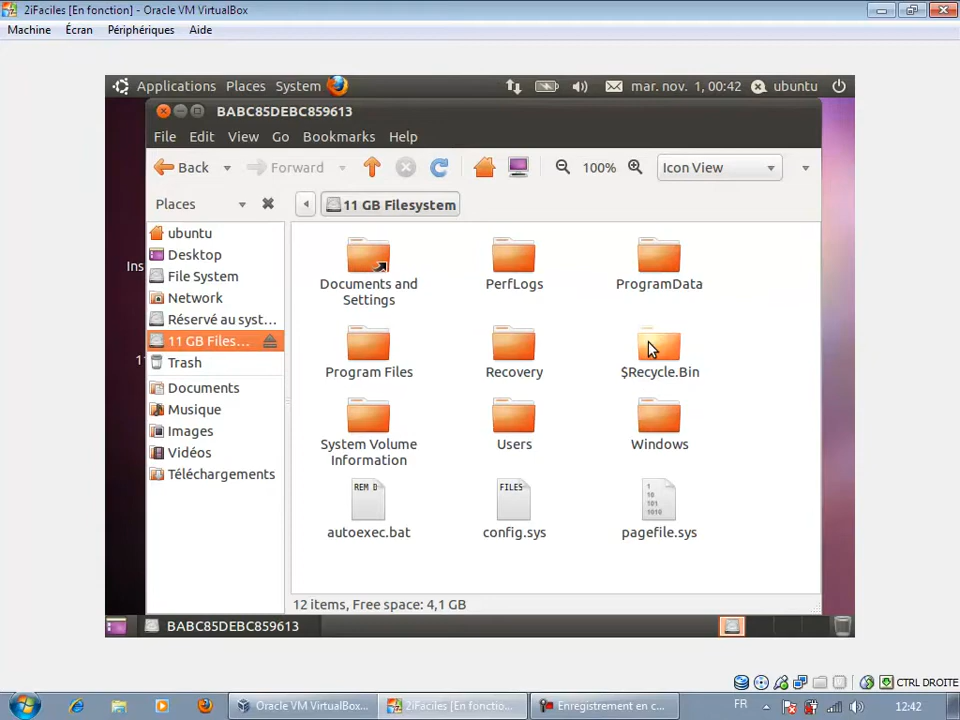 2iFaciles [En fonction] - Oracle VM VirtualBox
Machine Écran Périphériques Aide
Applications Places System mar. nov. 1, 00:42 ubuntu
BABC85DEBC859613
File Edit View Go Bookmarks Help
Back Forward 100% Icon View
Places 11 GB Filesystem
ubuntu
Desktop
File System
Network
Réservé au syst...
11 GB Files...
Trash
Documents
Musique
Images
Vidéos
Téléchargements
Ins
Documents and
Settings
PerfLogs
ProgramData
Program Files
Recovery
$Recycle.Bin
System Volume
Information
Users
Windows
REM D
autoexec.bat
FILES
config.sys
1
10
101
1010
pagefile.sys
12 items, Free space: 4,1 GB
BABC85DEBC859613
CTRL DROITE
Oracle VM VirtualBox... 2iFaciles [En fonctio... Enregistrement en c... FR 12:42